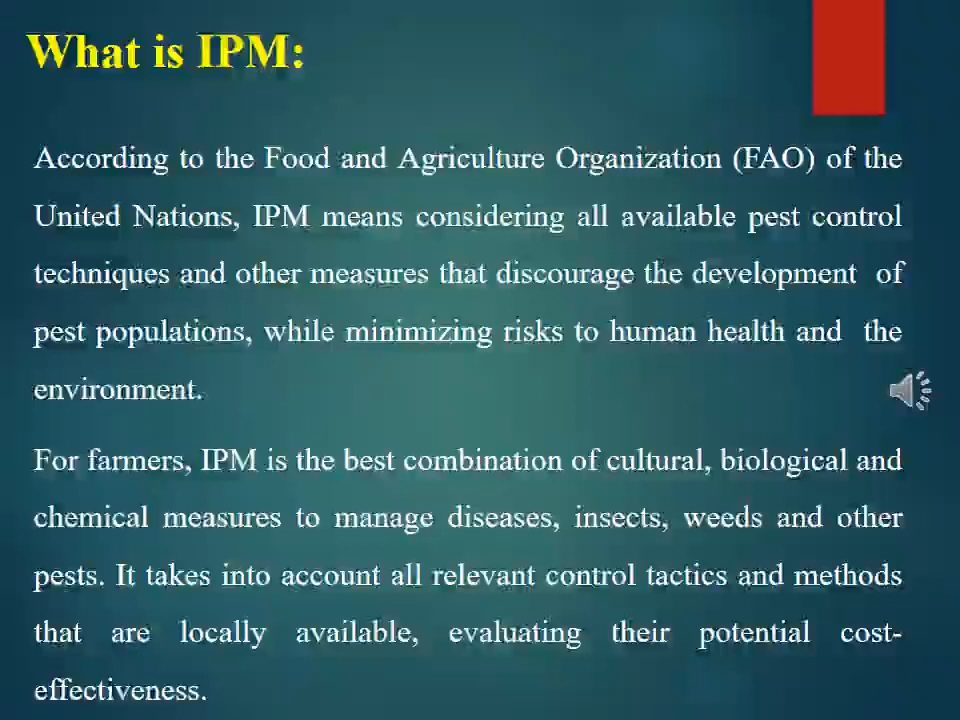 What is IPM:
According to the Food and Agriculture Organization (FAO) of the
United Nations, IPM means considering all available pest control
techniques and other measures that discourage the development of
pest populations, while minimizing risks to human health and the
environment.
For farmers, IPM is the best combination of cultural, biological and
chemical measures to manage diseases, insects, weeds and other
pests. It takes into account all relevant control tactics and methods
that are locally available, evaluating their potential cost-
effectiveness.